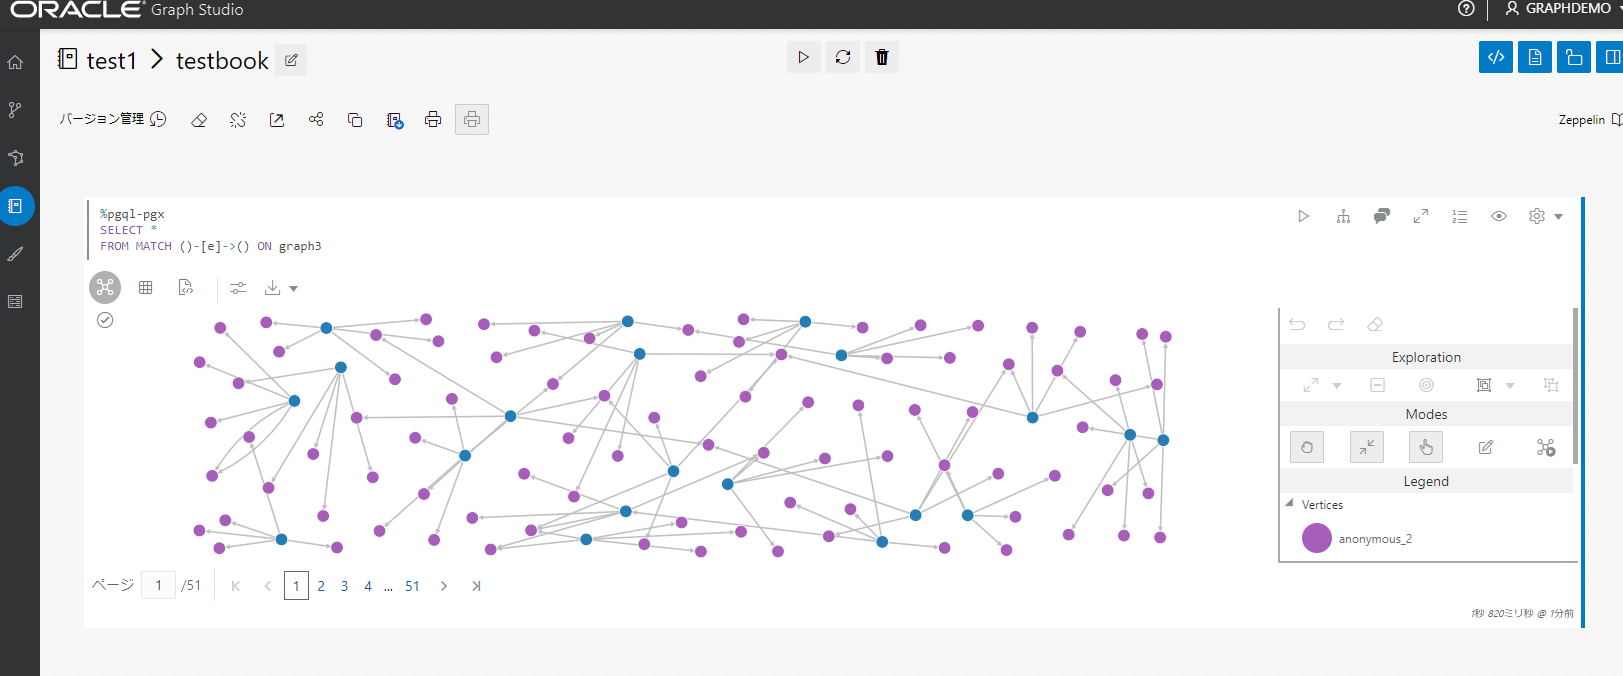 ORACLE® Graph Studio
GRAPHDEMO
test1 > testbook
バージョン管理
Zeppelin
%pgql-pgx
SELECT *
FROM MATCH ()-[e]->() ON graph3
Exploration
Modes
Legend
Vertices
anonymous_2
ページ 1 /51 1 2 3 4 ... 51
1秒 820ミリ秒 @ 1分前